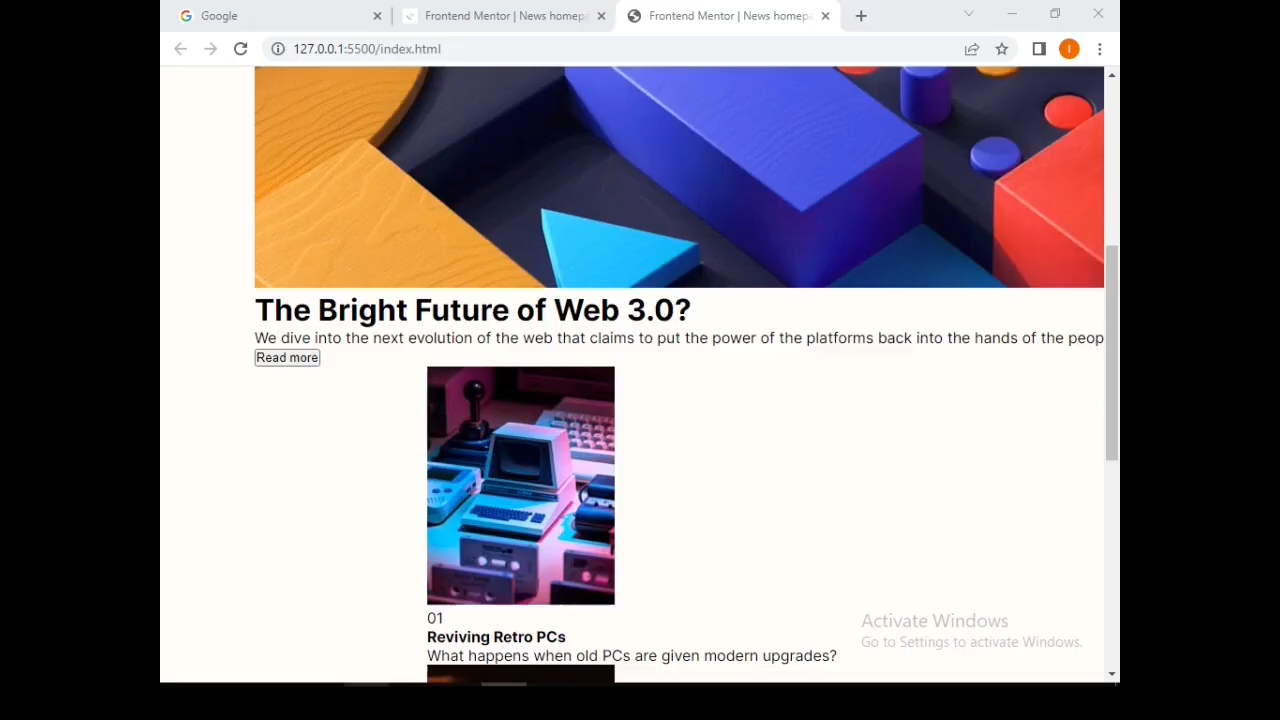 Google
Frontend Mentor | News homep
Frontend Mentor | News homepa
127.0.0.1:5500/index.html
I
The Bright Future of Web 3.0?
We dive into the next evolution of the web that claims to put the power of the platforms back into the hands of the peop
Read more
01
Reviving Retro PCs
What happens when old PCs are given modern upgrades?
Activate Windows
Go to Settings to activate Windows.